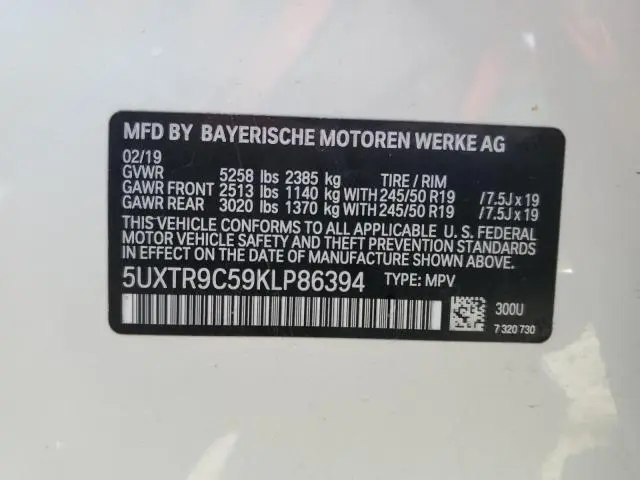 MFD BY BAYERISCHE MOTOREN WERKE AG
02/19
GVWR 5258 lbs 2385 kg TIRE / RIM
GAWR FRONT 2513 lbs 1140 kg WITH 245/50 R19 /7.5J x 19
GAWR REAR 3020 lbs 1370 kg WITH 245/50 R19 /7.5J x 19
THIS VEHICLE CONFORMS TO ALL APPLICABLE U. S. FEDERAL
MOTOR VEHICLE SAFETY AND THEFT PREVENTION STANDARDS
IN EFFECT ON THE DATE OF MANUFACTURE SHOWN ABOVE.
5UXTR9C59KLP86394 TYPE: MPV
300U
7 320 730